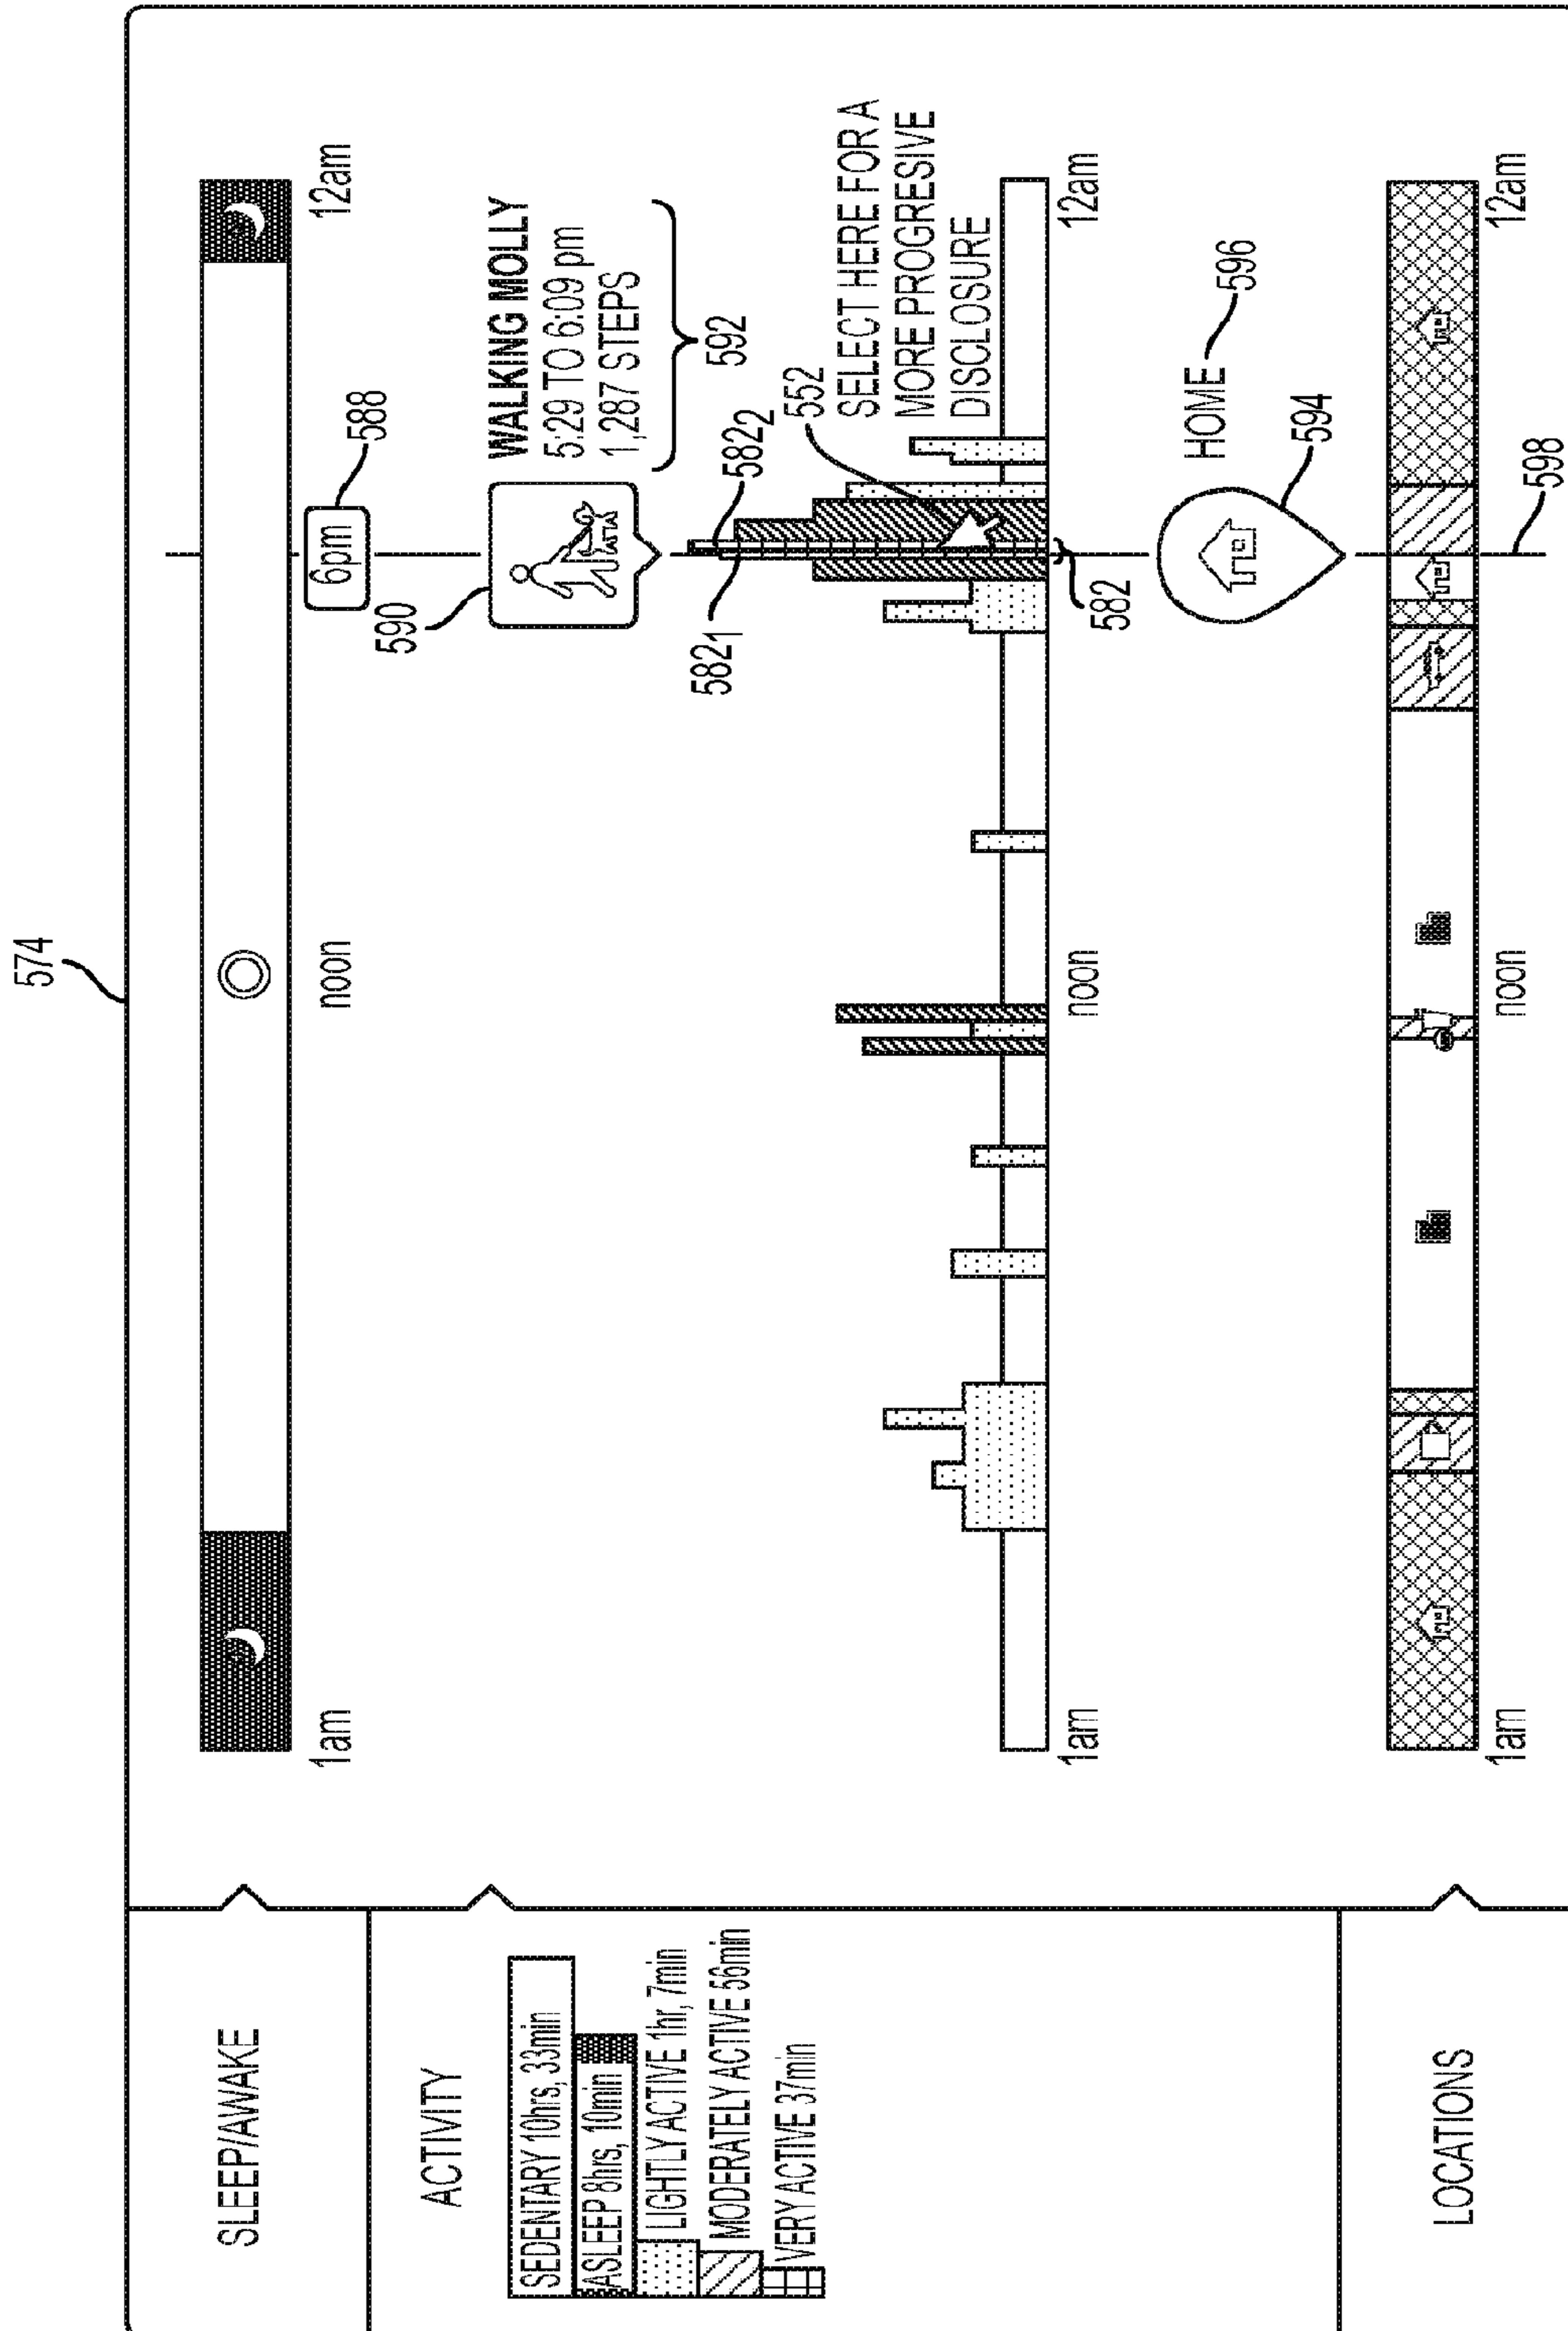 574
SLEEP/AWAKE
1am
noon
12am
6pm
588
ACTIVITY
590
WALKING MOLLY
5:29 TO 6:09 pm
1,287 STEPS
592
SEDENTARY 10hrs, 33min
ASLEEP 8hrs, 10min
LIGHTLY ACTIVE 1hr, 7min
MODERATELY ACTIVE 56min
VERY ACTIVE 37min
582₁
582₂
552
SELECT HERE FOR A
MORE PROGRESIVE
DISCLOSURE
1am
noon
12am
582
HOME
596
594
LOCATIONS
1am
noon
12am
598